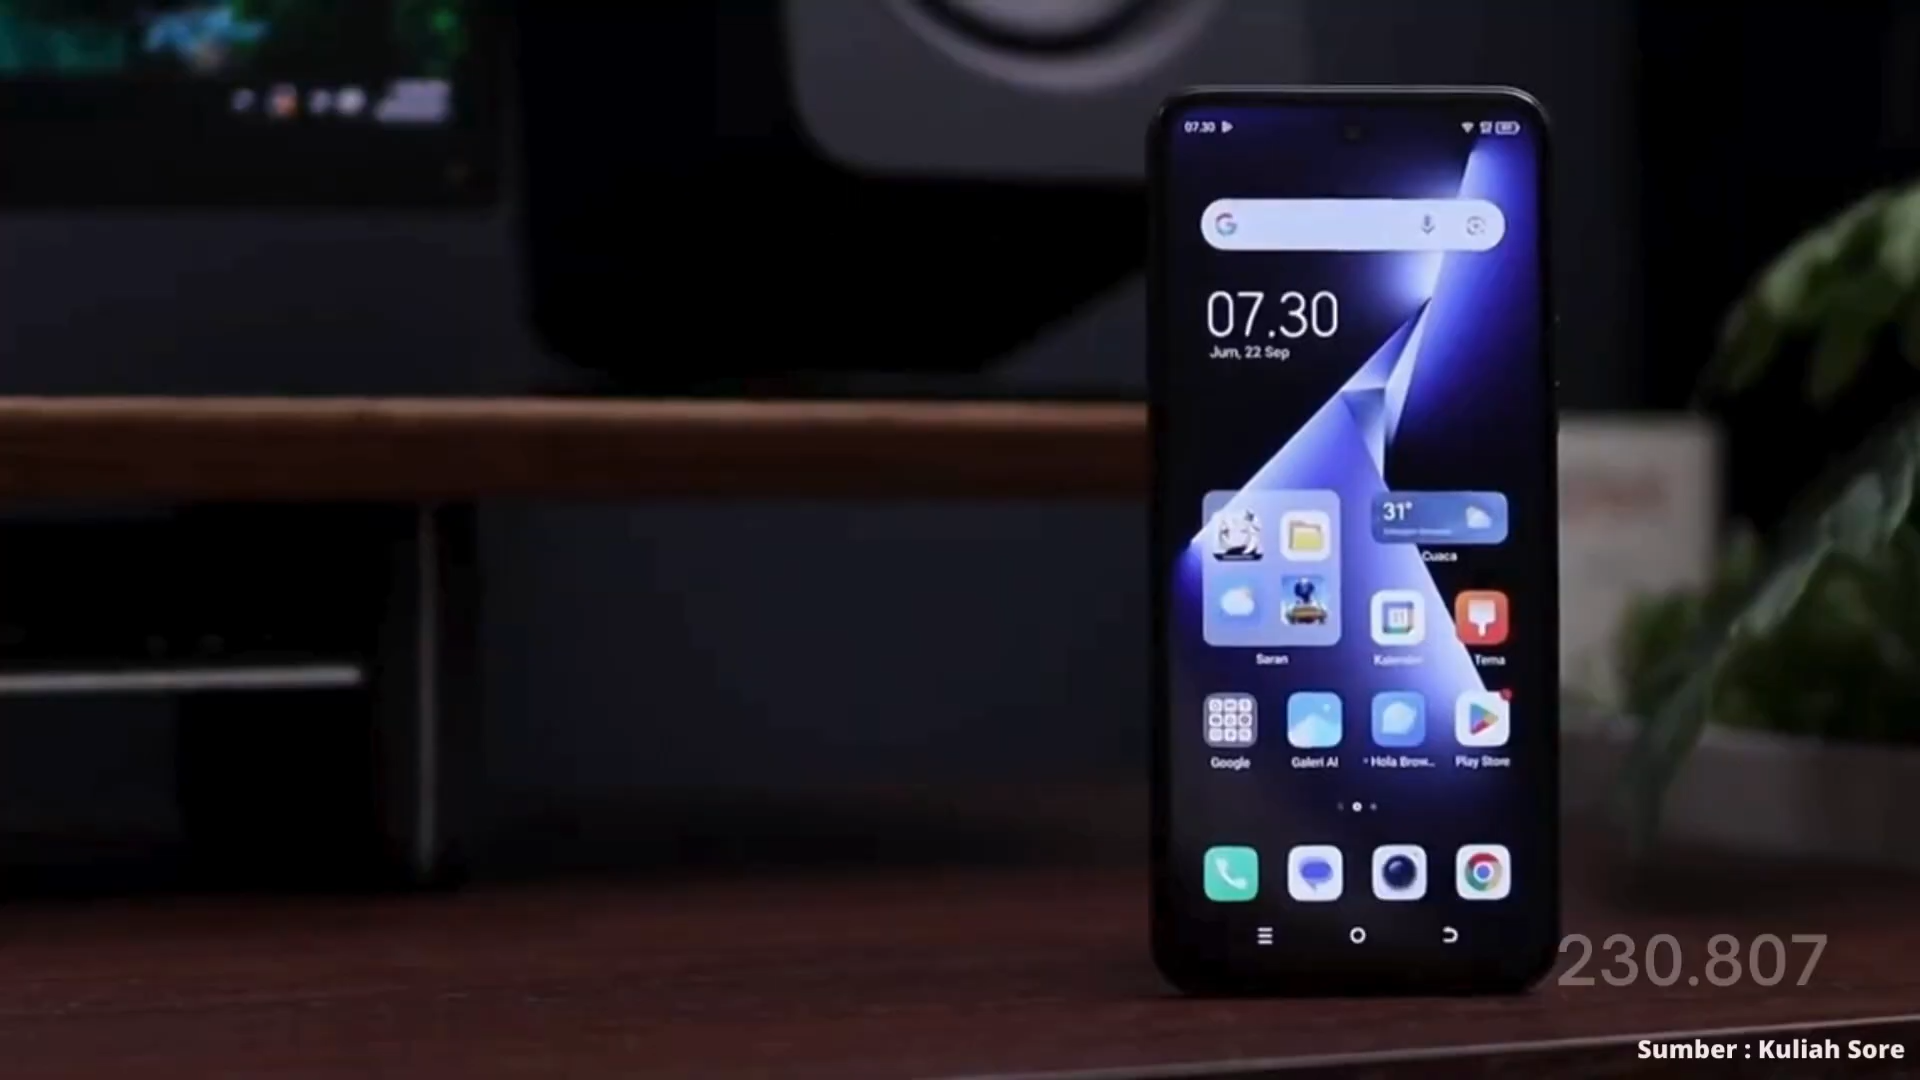 07.30
07.30
Jum, 22 Sep
31°
Cuaca
Saran
Kalender
Tema
Google
Galeri AI
Hola Brow...
Play Store
230.807
Sumber : Kuliah Sore